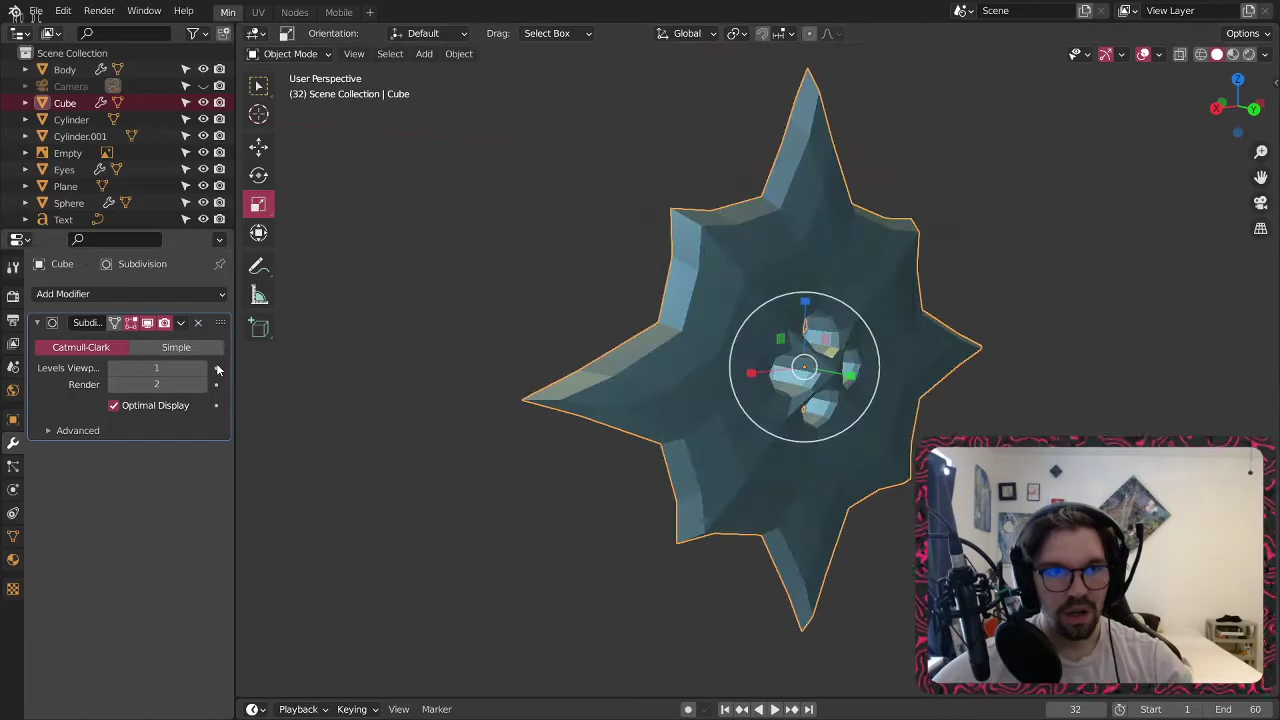 File Edit Render Window Help Min UV Nodes Mobile + Scene View Layer
Orientation: Default Drag: Select Box Global Options
Object Mode View Select Add Object
Scene Collection
Body
Camera
Cube
Cylinder
Cylinder.001
Empty
Eyes
Plane
Sphere
Text
Cube Subdivision
Add Modifier
Subdi...
Catmull-Clark Simple
Levels Viewp... 1
Render 2
Optimal Display
Advanced
User Perspective
(32) Scene Collection | Cube
Z
X Y
Playback Keying View Marker 32 Start 1 End 60